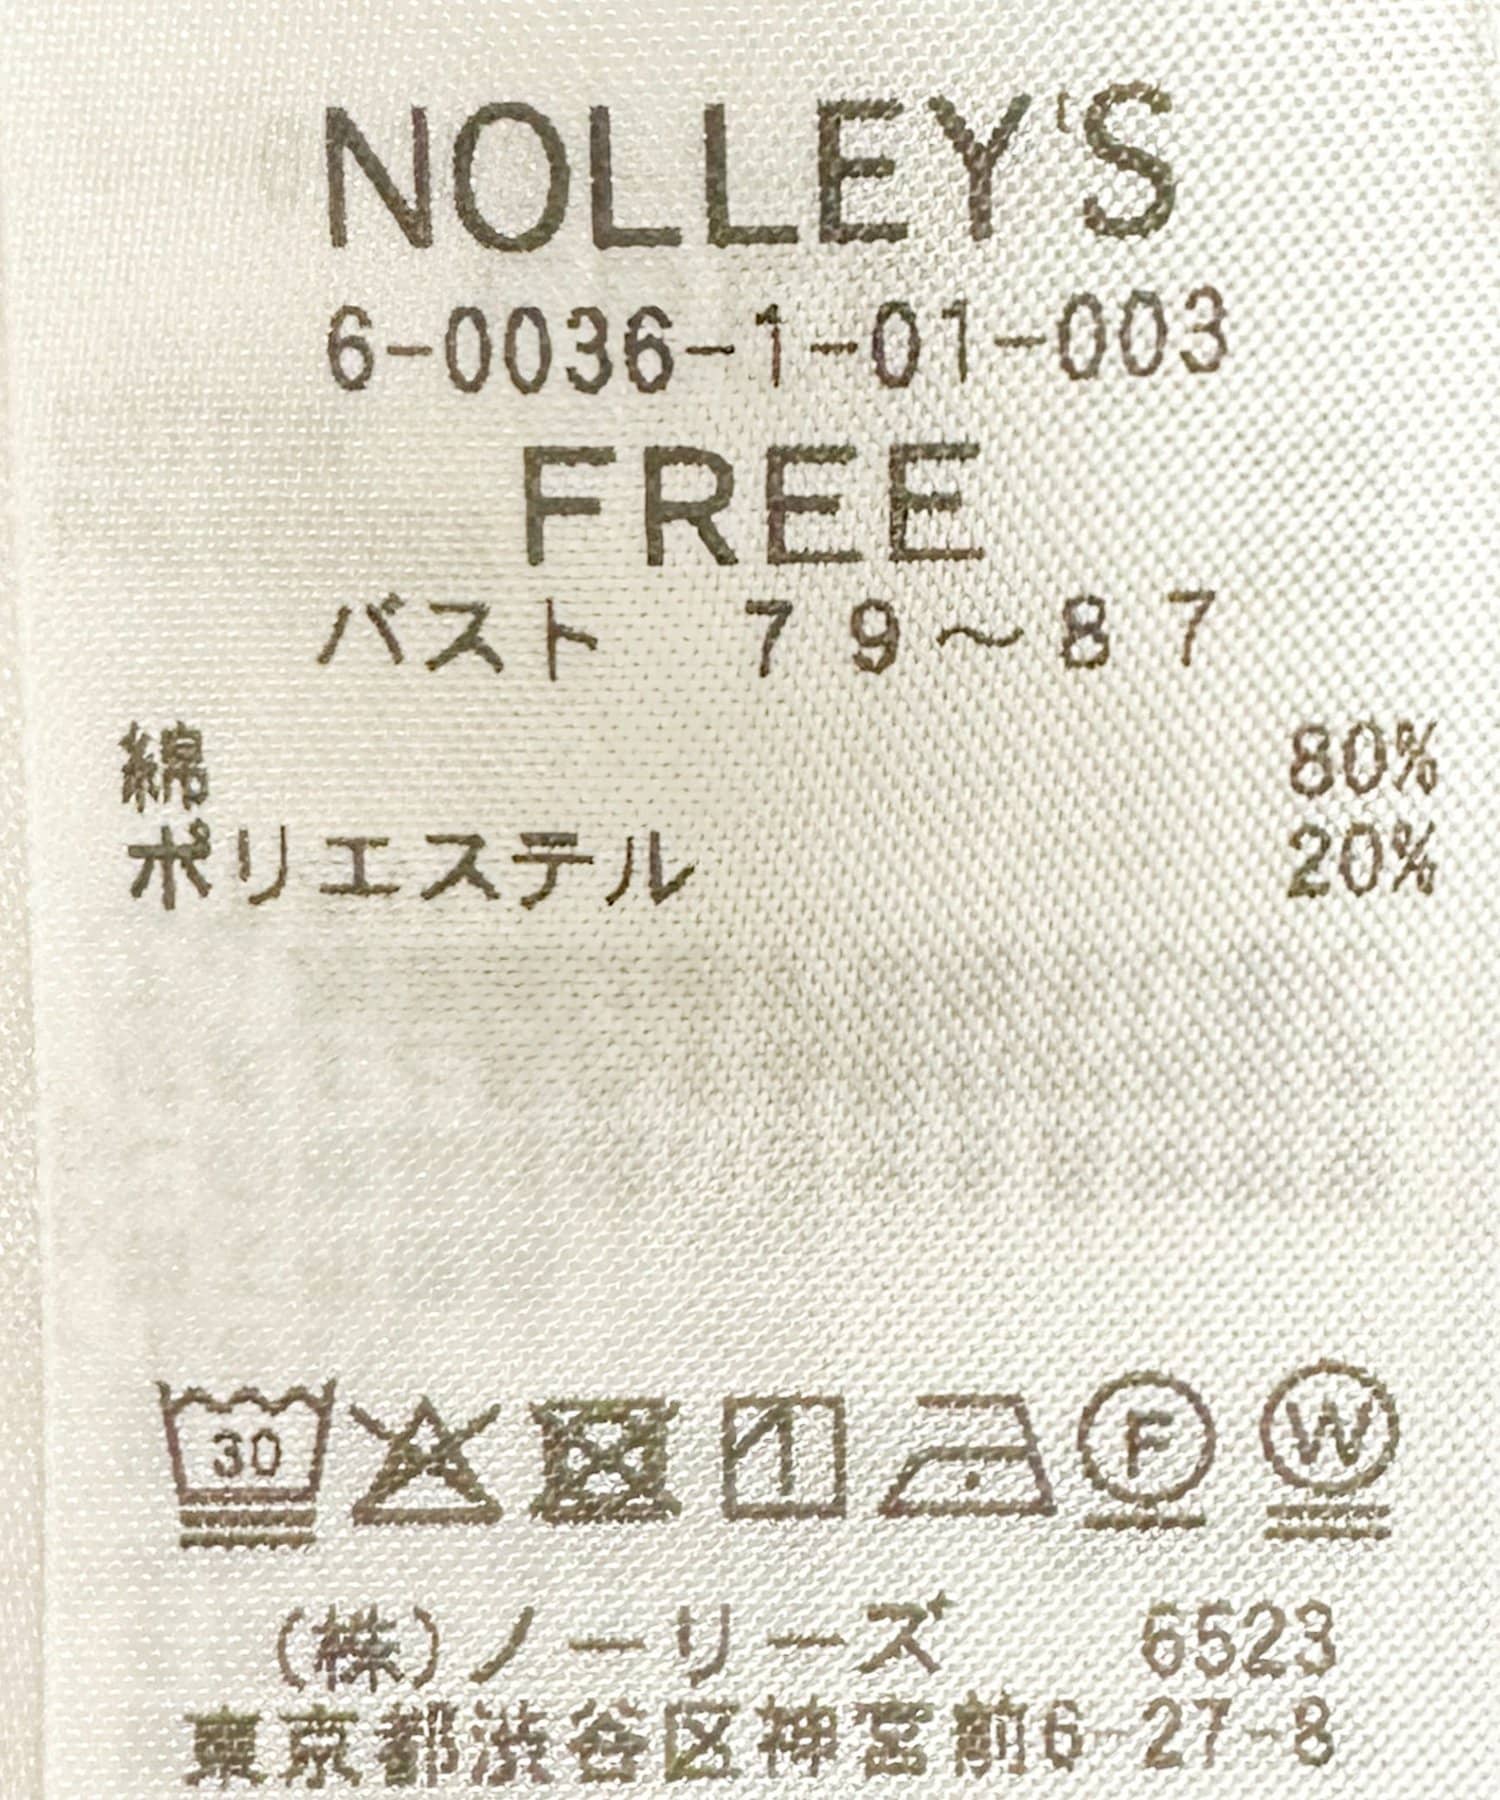 NOLLEY'S
6-0036-1-01-003
FREE
バスト 79～87
綿 80%
ポリエステル 20%
30 F W
(株)ノーリーズ 6523
東京都渋谷区神宮前6-27-8